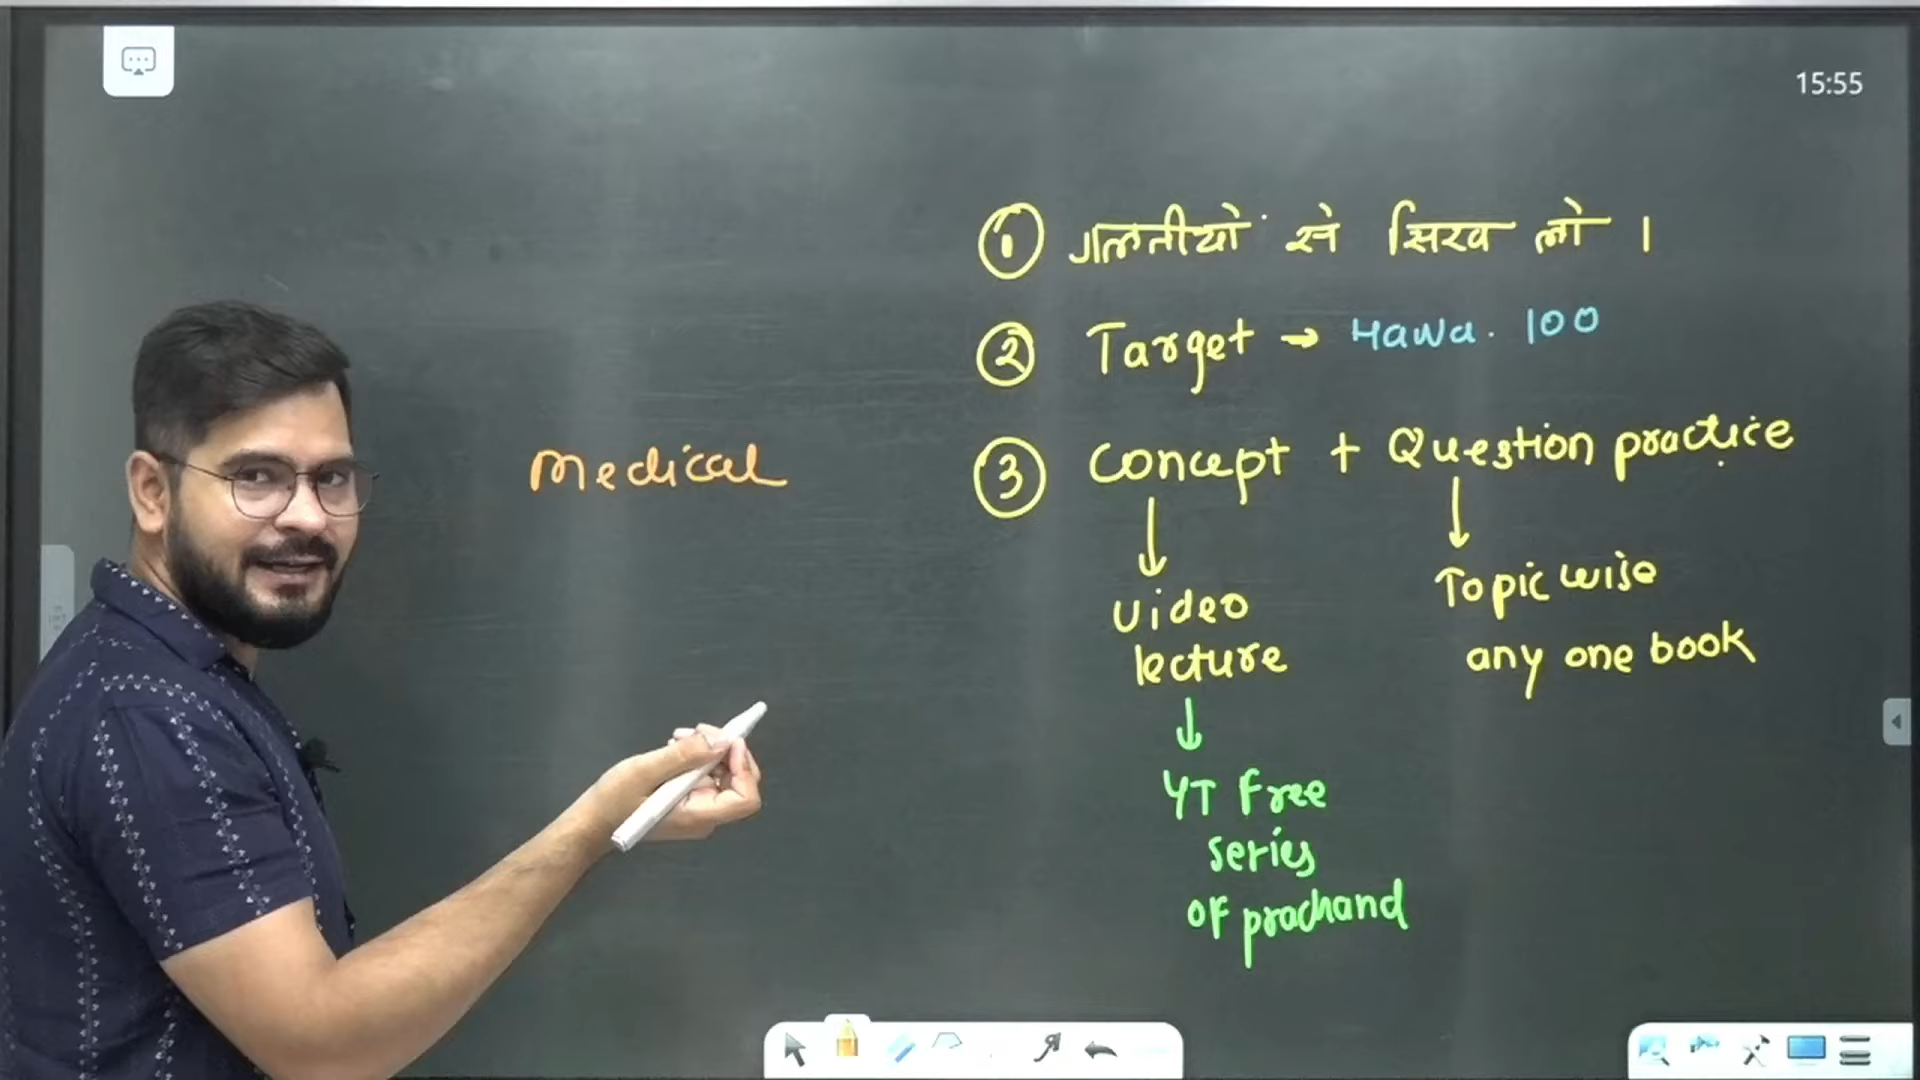 15:55
① गलतीयो से सिख लो ।
② Target → Hawa. 100
Medical
③ Concept + Question practice
↓ ↓
Video Topic wise
lecture any one book
↓
YT Free
series
of prachand